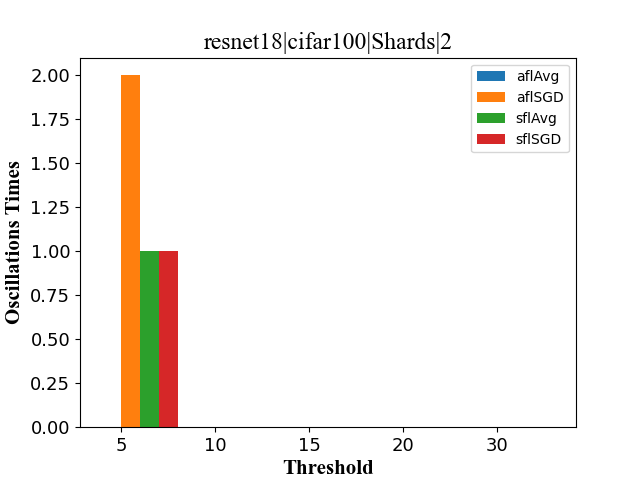 resnet18|cifar100|Shards|2
aflAvg
aflSGD
sflAvg
sflSGD
2.00
1.75
1.50
1.25
1.00
0.75
0.50
0.25
0.00
Oscillations Times
5 10 15 20 25 30
Threshold